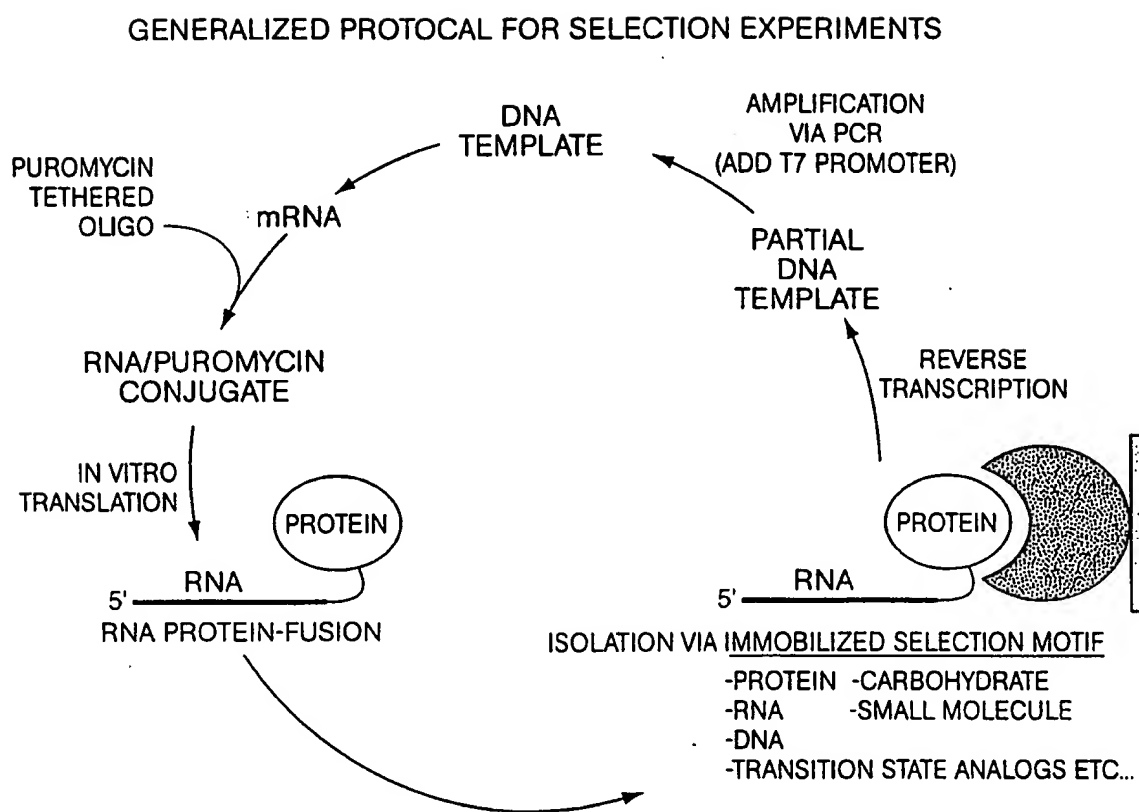 GENERALIZED PROTOCAL FOR SELECTION EXPERIMENTS
DNA
TEMPLATE
AMPLIFICATION
VIA PCR
(ADD T7 PROMOTER)
PUROMYCIN
TETHERED
OLIGO
mRNA
PARTIAL
DNA
TEMPLATE
RNA/PUROMYCIN
CONJUGATE
REVERSE
TRANSCRIPTION
IN VITRO
TRANSLATION
PROTEIN
RNA
5'
RNA PROTEIN-FUSION
PROTEIN
RNA
5'
ISOLATION VIA IMMOBILIZED SELECTION MOTIF
-PROTEIN -CARBOHYDRATE
-RNA -SMALL MOLECULE
-DNA
-TRANSITION STATE ANALOGS ETC...